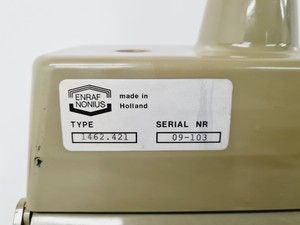 ENRAF
NONIUS
made in
Holland
TYPE SERIAL NR
1462.421 09-103